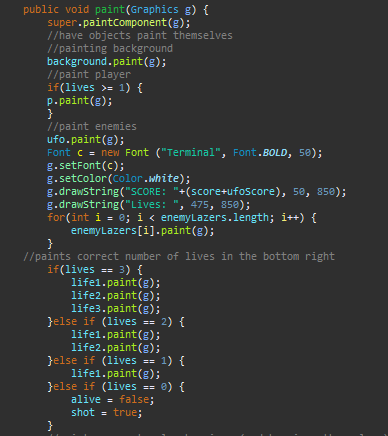 public void paint(Graphics g) {
super.paintComponent(g);
//have objects paint themselves
//painting background
background.paint(g);
//paint player
if(lives >= 1) {
p.paint(g);
}
//paint enemies
ufo.paint(g);
Font c = new Font ("Terminal", Font.BOLD, 50);
g.setFont(c);
g.setColor(Color.white);
g.drawString("SCORE: "+(score+ufoScore), 50, 850);
g.drawString("Lives: ", 475, 850);
for(int i = 0; i < enemyLazers.length; i++) {
enemyLazers[i].paint(g);
}
//paints correct number of lives in the bottom right
if(lives == 3) {
life1.paint(g);
life2.paint(g);
life3.paint(g);
}else if (lives == 2) {
life1.paint(g);
life2.paint(g);
}else if (lives == 1) {
life1.paint(g);
}else if (lives == 0) {
alive = false;
shot = true;
}